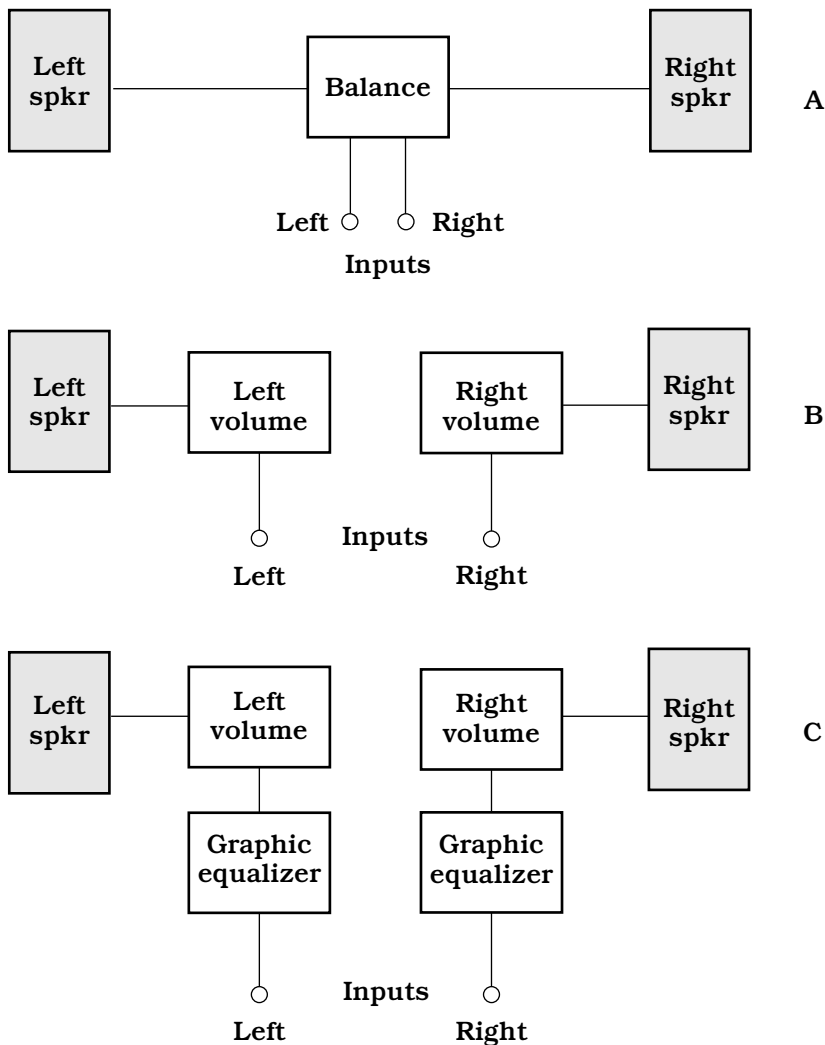 Left
spkr
Balance
Right
spkr
A
Left
Right
Inputs
Left
spkr
Left
volume
Right
volume
Right
spkr
B
Inputs
Left
Right
Left
spkr
Left
volume
Right
volume
Right
spkr
C
Graphic
equalizer
Graphic
equalizer
Inputs
Left
Right